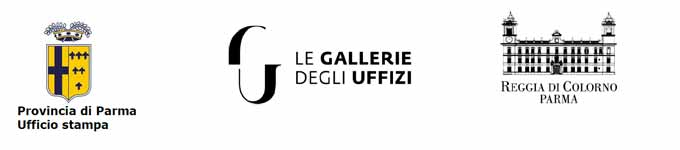 Provincia di Parma
Ufficio stampa
LE GALLERIE
DEGLI UFFIZI
REGGIA DI COLORNO
PARMA